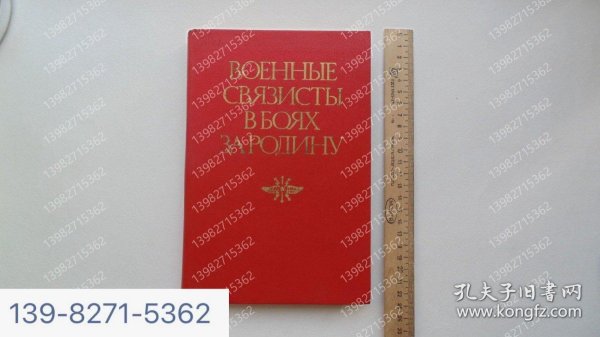 ВОЕННЫЕ
СВЯЗИСТЫ
В БОЯХ
ЗА РОДИНУ
13982715362
139-8271-5362
孔夫子旧书网
www.kongfz.com